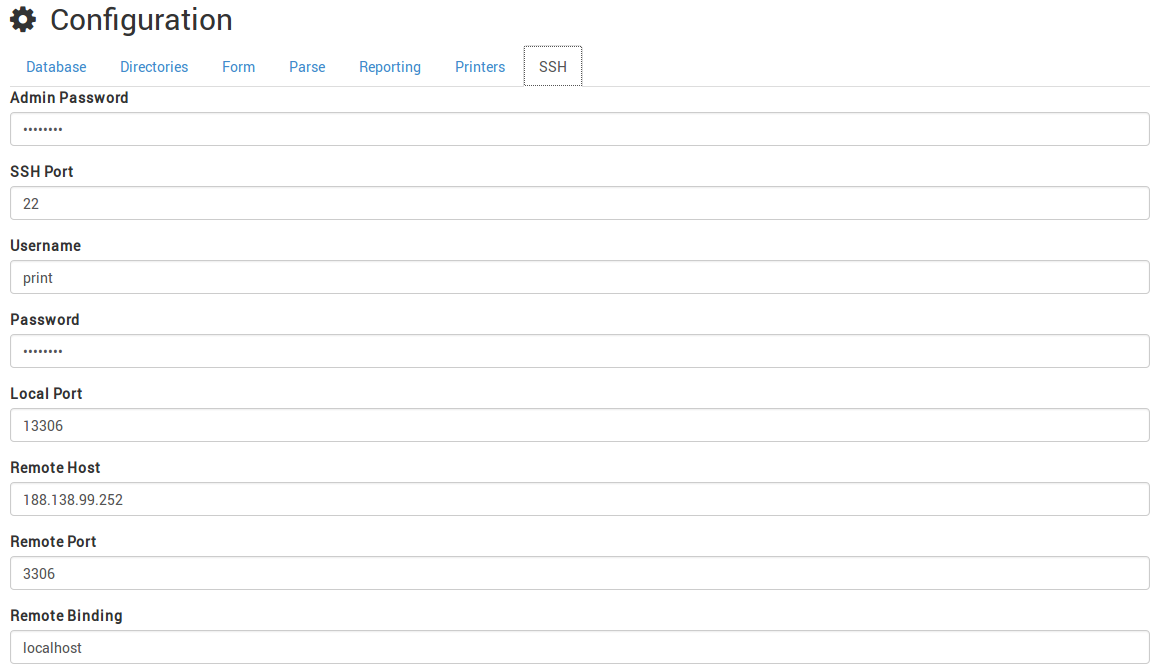 Configuration
Database Directories Form Parse Reporting Printers SSH
Admin Password
••••••••
SSH Port
22
Username
print
Password
••••••••
Local Port
13306
Remote Host
188.138.99.252
Remote Port
3306
Remote Binding
localhost